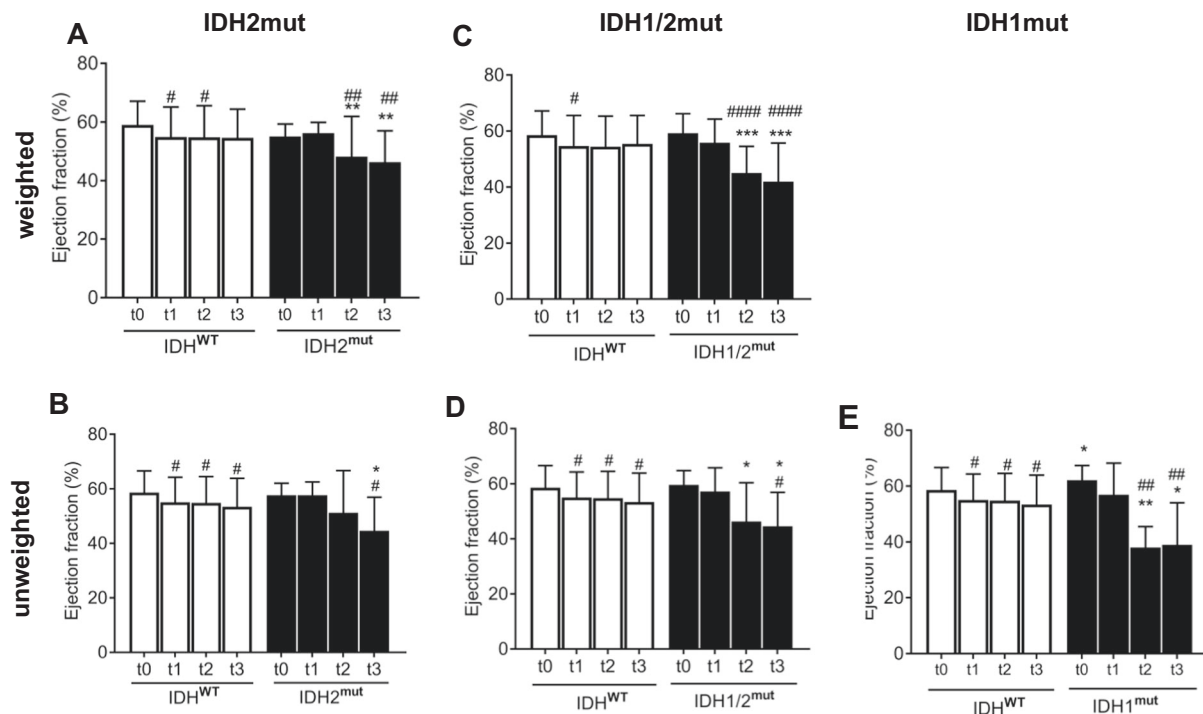 IDH2mut
IDH1/2mut
IDH1mut
weighted
unweighted
A
Ejection fraction (%)
80
60
40
20
0
# #
## ##
** **
t0 t1 t2 t3 t0 t1 t2 t3
IDHWT IDH2mut
C
Ejection fraction (%)
80
60
40
20
0
#
#### ####
*** ***
t0 t1 t2 t3 t0 t1 t2 t3
IDHWT IDH1/2mut
B
Ejection fraction (%)
80
60
40
20
0
# # #
*
#
t0 t1 t2 t3 t0 t1 t2 t3
IDHWT IDH2mut
D
Ejection fraction (%)
80
60
40
20
0
# # #
* *
#
t0 t1 t2 t3 t0 t1 t2 t3
IDHWT IDH1/2mut
E
Ejection fraction (%)
80
60
40
20
0
# # #
*
## ##
** *
t0 t1 t2 t3 t0 t1 t2 t3
IDHWT IDH1mut